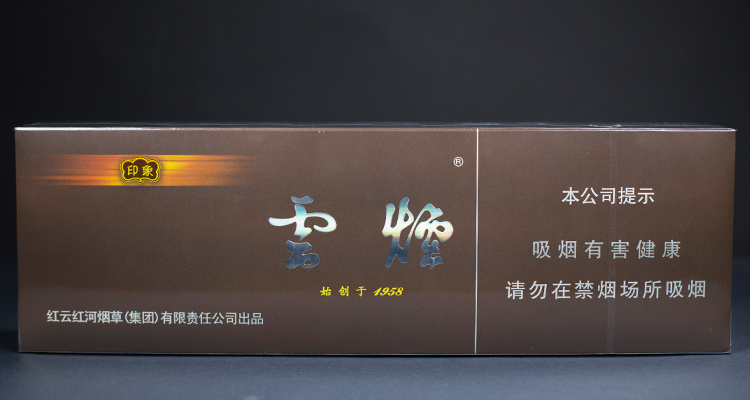 印象
®
雲煙
始创于 1958
红云红河烟草(集团)有限责任公司出品
本公司提示
吸烟有害健康
请勿在禁烟场所吸烟